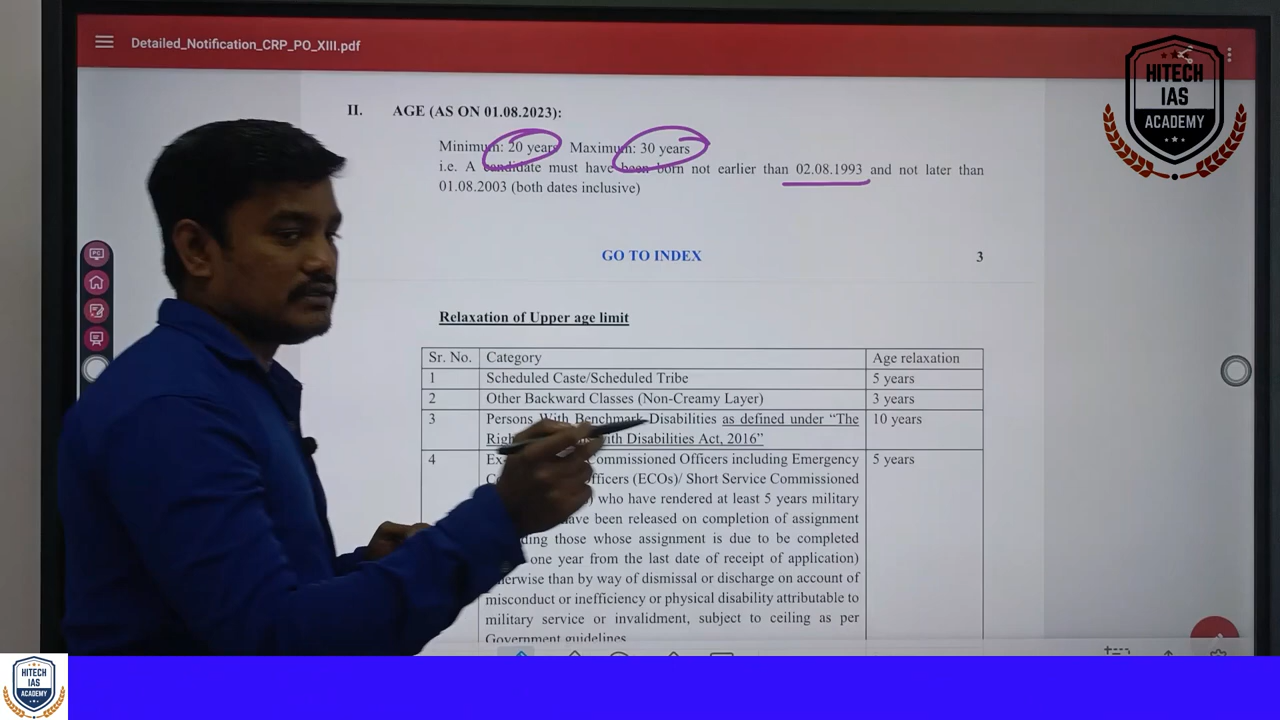 Detailed_Notification_CRP_PO_XIII.pdf
HITECH
IAS
ACADEMY
II. AGE (AS ON 01.08.2023):
Minimum: 20 years Maximum: 30 years
i.e. A candidate must have been born not earlier than 02.08.1993 and not later than
01.08.2003 (both dates inclusive)
GO TO INDEX 3
Relaxation of Upper age limit
Sr. No. Category Age relaxation
1 Scheduled Caste/Scheduled Tribe 5 years
2 Other Backward Classes (Non-Creamy Layer) 3 years
3 Persons With Benchmark Disabilities as defined under “The 10 years
with Disabilities Act, 2016”
4 Commissioned Officers including Emergency 5 years
Officers (ECOs)/ Short Service Commissioned
who have rendered at least 5 years military
have been released on completion of assignment
those whose assignment is due to be completed
one year from the last date of receipt of application)
than by way of dismissal or discharge on account of
misconduct or inefficiency or physical disability attributable to
military service or invalidment, subject to ceiling as per
Government guidelines
HITECH
IAS
ACADEMY